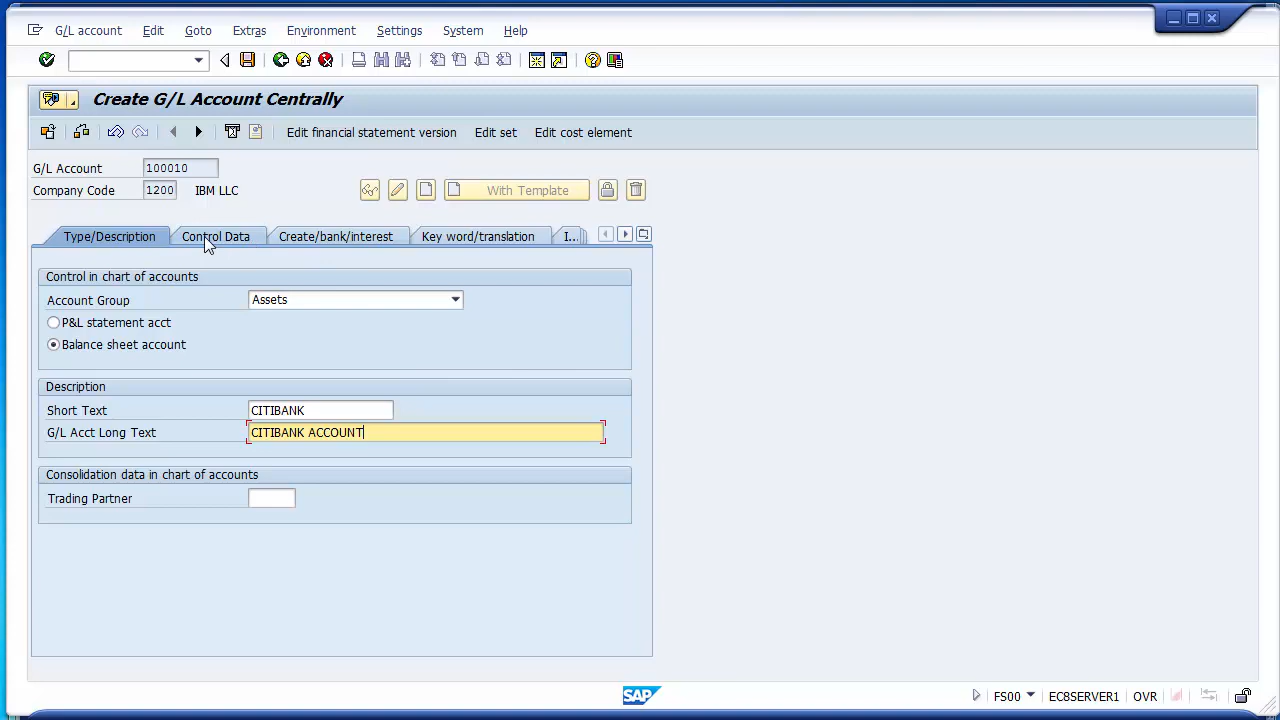 G/L account Edit Goto Extras Environment Settings System Help
Create G/L Account Centrally
Edit financial statement version Edit set Edit cost element
G/L Account 100010
Company Code 1200 IBM LLC With Template
Type/Description Control Data Create/bank/interest Key word/translation I...
Control in chart of accounts
Account Group Assets
P&L statement acct
Balance sheet account
Description
Short Text CITIBANK
G/L Acct Long Text CITIBANK ACCOUNT
Consolidation data in chart of accounts
Trading Partner
SAP FS00 EC8SERVER1 OVR